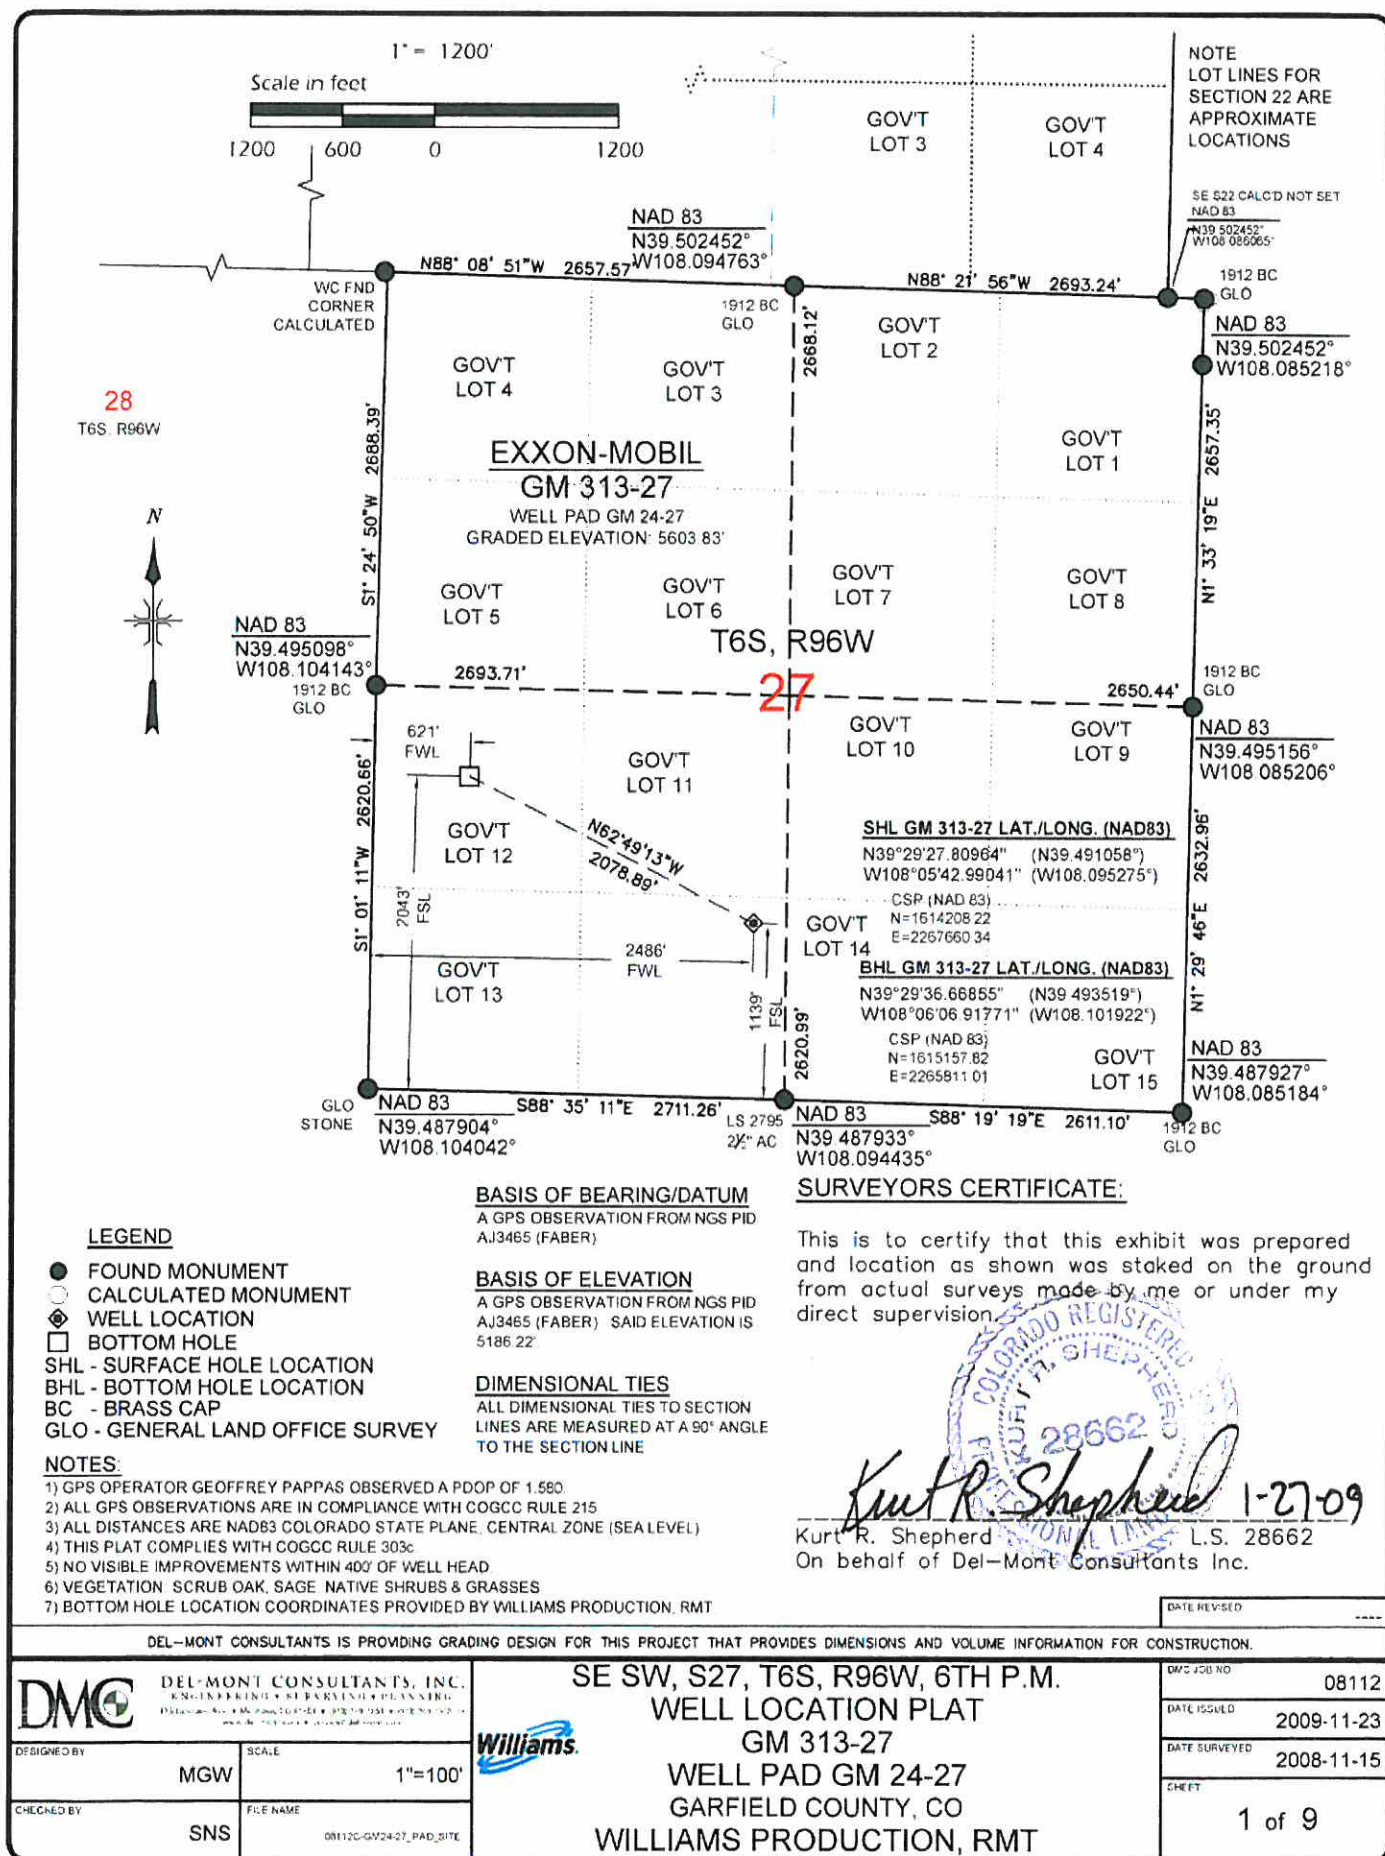 1" = 1200'
Scale in feet
1200 600 0 1200
NOTE
LOT LINES FOR
SECTION 22 ARE
APPROXIMATE
LOCATIONS
GOV'T
LOT 3
GOV'T
LOT 4
SE S22 CALC'D NOT SET
NAD 83
N39.502452°
W108.086065°
NAD 83
N39.502452°
W108.094763°
N88° 08' 51"W 2657.57'
N88° 21' 56"W 2693.24'
WC FND
CORNER
CALCULATED
1912 BC
GLO
1912 BC
GLO
NAD 83
N39.502452°
W108.085218°
2668.12'
GOV'T
LOT 2
GOV'T
LOT 4
GOV'T
LOT 3
28
T6S, R96W
S1° 24' 50"W 2688.39'
GOV'T
LOT 1
N1° 33' 19"E 2657.35'
EXXON-MOBIL
GM 313-27
WELL PAD GM 24-27
GRADED ELEVATION: 5603.83'
N
GOV'T
LOT 5
GOV'T
LOT 6
GOV'T
LOT 7
GOV'T
LOT 8
T6S, R96W
27
NAD 83
N39.495098°
W108.104143°
1912 BC
GLO
2693.71'
2650.44'
1912 BC
GLO
NAD 83
N39.495156°
W108.085206°
621'
FWL
GOV'T
LOT 11
GOV'T
LOT 10
GOV'T
LOT 9
S1° 01' 11"W 2620.66'
GOV'T
LOT 12
N62°49'13"W
2078.89'
2043'
FSL
SHL GM 313-27 LAT./LONG. (NAD83)
N39°29'27.80964" (N39.491058°)
W108°05'42.99041" (W108.095275°)
CSP (NAD 83)
N=1614208.22
E=2267660.34
N1° 29' 46"E 2632.96'
GOV'T
LOT 14
2486'
FWL
GOV'T
LOT 13
1139'
FSL
2620.99'
BHL GM 313-27 LAT./LONG. (NAD83)
N39°29'36.66855" (N39.493519°)
W108°06'06.91771" (W108.101922°)
CSP (NAD 83)
N=1615157.82
E=2265811.01
GOV'T
LOT 15
NAD 83
N39.487927°
W108.085184°
GLO
STONE
NAD 83
N39.487904°
W108.104042°
S88° 35' 11"E 2711.26'
LS 2795
2½" AC
NAD 83
N39.487933°
W108.094435°
S88° 19' 19"E 2611.10'
1912 BC
GLO
LEGEND
FOUND MONUMENT
CALCULATED MONUMENT
WELL LOCATION
BOTTOM HOLE
SHL - SURFACE HOLE LOCATION
BHL - BOTTOM HOLE LOCATION
BC - BRASS CAP
GLO - GENERAL LAND OFFICE SURVEY
BASIS OF BEARING/DATUM
A GPS OBSERVATION FROM NGS PID
AJ3465 (FABER)
BASIS OF ELEVATION
A GPS OBSERVATION FROM NGS PID
AJ3465 (FABER) SAID ELEVATION IS
5186.22'
DIMENSIONAL TIES
ALL DIMENSIONAL TIES TO SECTION
LINES ARE MEASURED AT A 90° ANGLE
TO THE SECTION LINE
SURVEYORS CERTIFICATE:
This is to certify that this exhibit was prepared
and location as shown was staked on the ground
from actual surveys made by me or under my
direct supervision.
COLORADO REGISTERED
KURT R. SHEPHERD
28662
PROFESSIONAL LAND
Kurt R. Shepherd 1-27-09
Kurt R. Shepherd L.S. 28662
On behalf of Del-Mont Consultants Inc.
NOTES:
1) GPS OPERATOR GEOFFREY PAPPAS OBSERVED A PDOP OF 1.580.
2) ALL GPS OBSERVATIONS ARE IN COMPLIANCE WITH COGCC RULE 215
3) ALL DISTANCES ARE NAD83 COLORADO STATE PLANE, CENTRAL ZONE (SEA LEVEL)
4) THIS PLAT COMPLIES WITH COGCC RULE 303c
5) NO VISIBLE IMPROVEMENTS WITHIN 400' OF WELL HEAD
6) VEGETATION: SCRUB OAK, SAGE, NATIVE SHRUBS & GRASSES
7) BOTTOM HOLE LOCATION COORDINATES PROVIDED BY WILLIAMS PRODUCTION, RMT
DATE REVISED
----
DEL-MONT CONSULTANTS IS PROVIDING GRADING DESIGN FOR THIS PROJECT THAT PROVIDES DIMENSIONS AND VOLUME INFORMATION FOR CONSTRUCTION.
DMC
DEL-MONT CONSULTANTS, INC.
ENGINEERING • SURVEYING • PLANNING
DESIGNED BY
MGW
SCALE
1"=100'
CHECKED BY
SNS
FILE NAME
08112C-GM24-27_PAD_SITE
Williams.
SE SW, S27, T6S, R96W, 6TH P.M.
WELL LOCATION PLAT
GM 313-27
WELL PAD GM 24-27
GARFIELD COUNTY, CO
WILLIAMS PRODUCTION, RMT
DMC JOB NO
08112
DATE ISSUED
2009-11-23
DATE SURVEYED
2008-11-15
SHEET
1 of 9